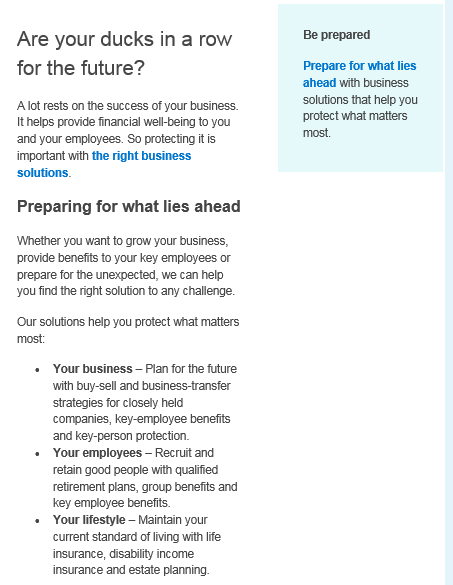 Are your ducks in a row
for the future?
A lot rests on the success of your business.
It helps provide financial well-being to you
and your employees. So protecting it is
important with the right business
solutions.
Preparing for what lies ahead
Whether you want to grow your business,
provide benefits to your key employees or
prepare for the unexpected, we can help
you find the right solution to any challenge.
Our solutions help you protect what matters
most:
• Your business – Plan for the future
with buy-sell and business-transfer
strategies for closely held
companies, key-employee benefits
and key-person protection.
• Your employees – Recruit and
retain good people with qualified
retirement plans, group benefits and
key employee benefits.
• Your lifestyle – Maintain your
current standard of living with life
insurance, disability income
insurance and estate planning.
Be prepared
Prepare for what lies
ahead with business
solutions that help you
protect what matters
most.